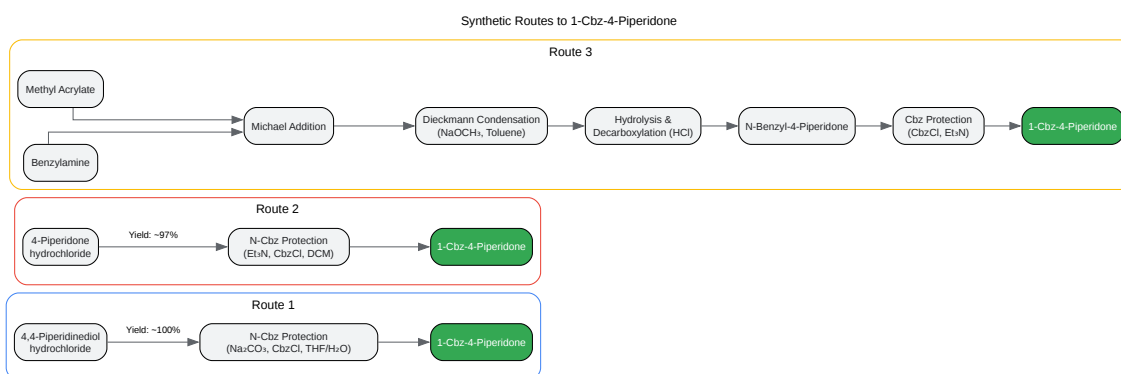 Synthetic Routes to 1-Cbz-4-Piperidone
Route 3
Methyl Acrylate
Benzylamine
Michael Addition
Dieckmann Condensation
(NaOCH₃, Toluene)
Hydrolysis &
Decarboxylation (HCl)
N-Benzyl-4-Piperidone
Cbz Protection
(CbzCl, Et₃N)
1-Cbz-4-Piperidone
Route 2
4-Piperidone
hydrochloride
Yield: ~97%
N-Cbz Protection
(Et₃N, CbzCl, DCM)
1-Cbz-4-Piperidone
Route 1
4,4-Piperidinediol
hydrochloride
Yield: ~100%
N-Cbz Protection
(Na₂CO₃, CbzCl, THF/H₂O)
1-Cbz-4-Piperidone